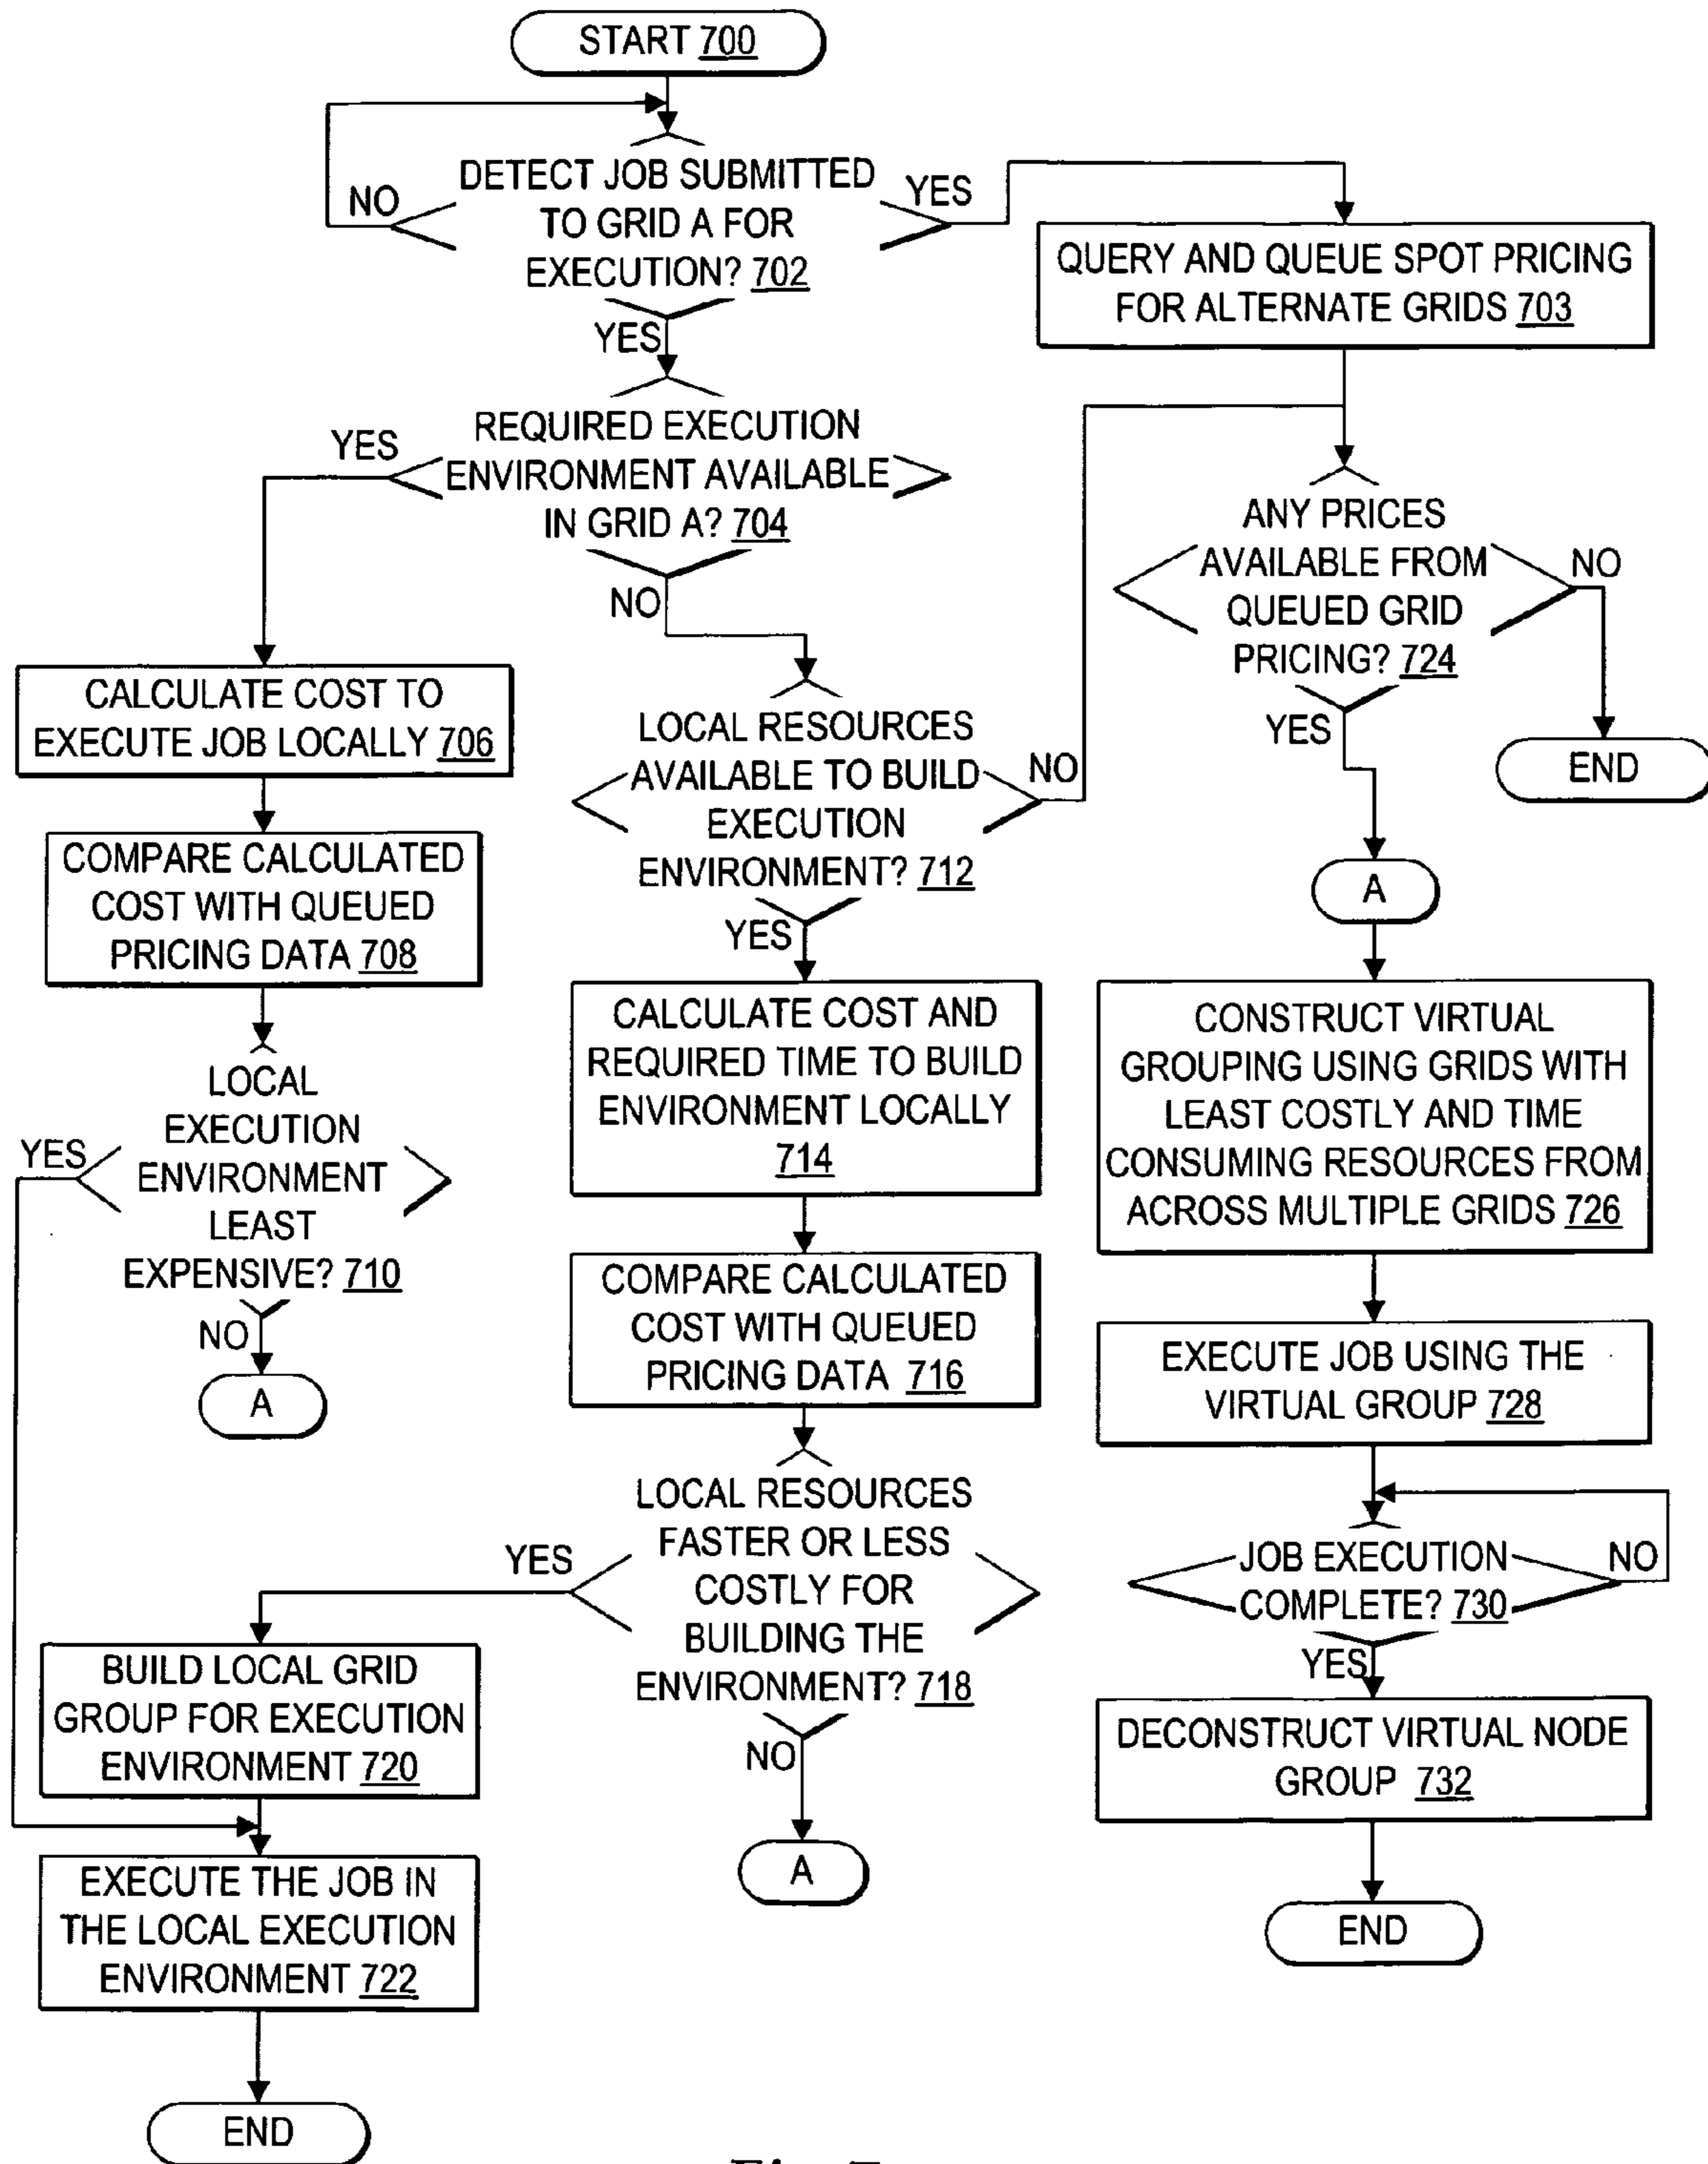 START 700
DETECT JOB SUBMITTED
TO GRID A FOR
EXECUTION? 702
NO
YES
YES
QUERY AND QUEUE SPOT PRICING
FOR ALTERNATE GRIDS 703
REQUIRED EXECUTION
ENVIRONMENT AVAILABLE
IN GRID A? 704
YES
NO
ANY PRICES
AVAILABLE FROM
QUEUED GRID
PRICING? 724
NO
YES
END
CALCULATE COST TO
EXECUTE JOB LOCALLY 706
LOCAL RESOURCES
AVAILABLE TO BUILD
EXECUTION
ENVIRONMENT? 712
NO
YES
A
COMPARE CALCULATED
COST WITH QUEUED
PRICING DATA 708
LOCAL
EXECUTION
ENVIRONMENT
LEAST
EXPENSIVE? 710
YES
NO
A
CALCULATE COST AND
REQUIRED TIME TO BUILD
ENVIRONMENT LOCALLY
714
CONSTRUCT VIRTUAL
GROUPING USING GRIDS WITH
LEAST COSTLY AND TIME
CONSUMING RESOURCES FROM
ACROSS MULTIPLE GRIDS 726
COMPARE CALCULATED
COST WITH QUEUED
PRICING DATA 716
EXECUTE JOB USING THE
VIRTUAL GROUP 728
LOCAL RESOURCES
FASTER OR LESS
COSTLY FOR
BUILDING THE
ENVIRONMENT? 718
YES
NO
A
JOB EXECUTION
COMPLETE? 730
NO
YES
BUILD LOCAL GRID
GROUP FOR EXECUTION
ENVIRONMENT 720
DECONSTRUCT VIRTUAL NODE
GROUP 732
EXECUTE THE JOB IN
THE LOCAL EXECUTION
ENVIRONMENT 722
END
END